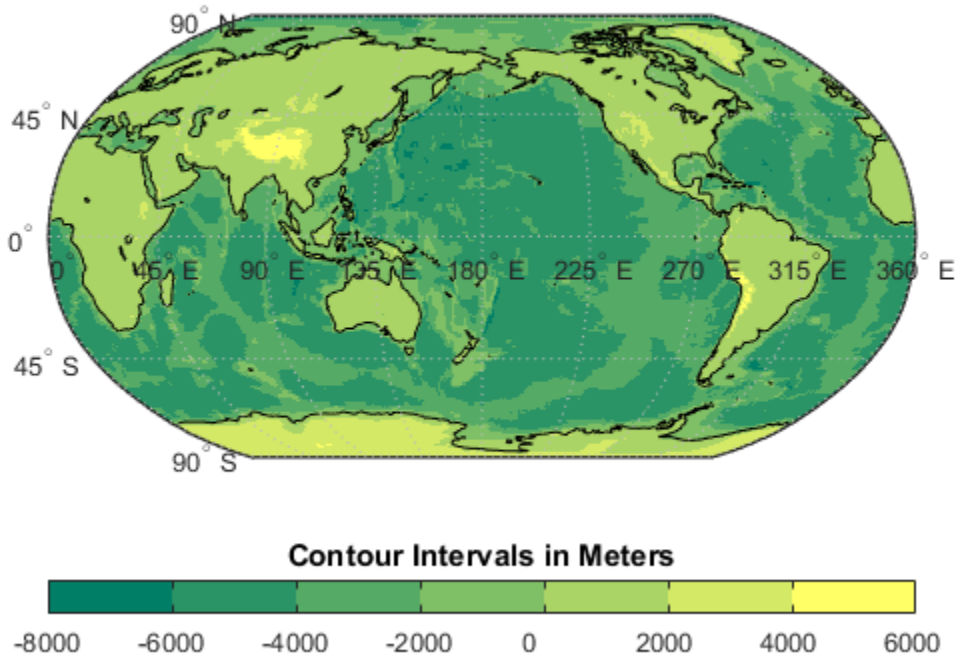 90° N
45° N
0°
0° 45° E 90° E 135° E 180° E 225° E 270° E 315° E 360° E
45° S
90° S
Contour Intervals in Meters
-8000 -6000 -4000 -2000 0 2000 4000 6000